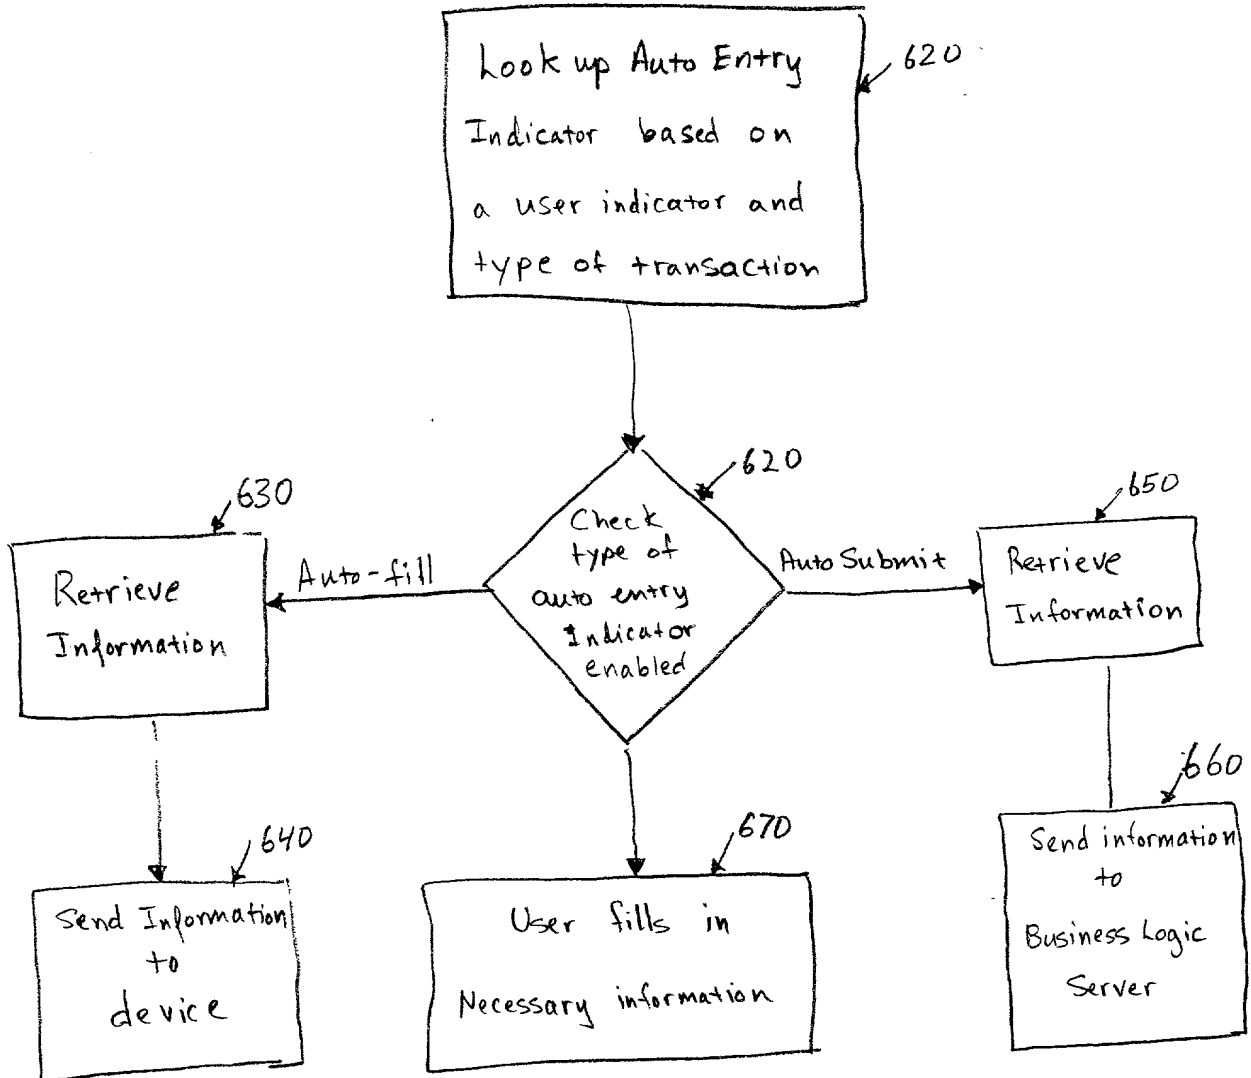 Look up Auto Entry
Indicator based on
a user indicator and
type of transaction
620
Check
type of
auto entry
Indicator
enabled
620
Auto-fill
Auto Submit
630
Retrieve
Information
650
Retrieve
Information
640
Send Information
to
device
670
User fills in
Necessary information
660
Send information
to
Business Logic
Server